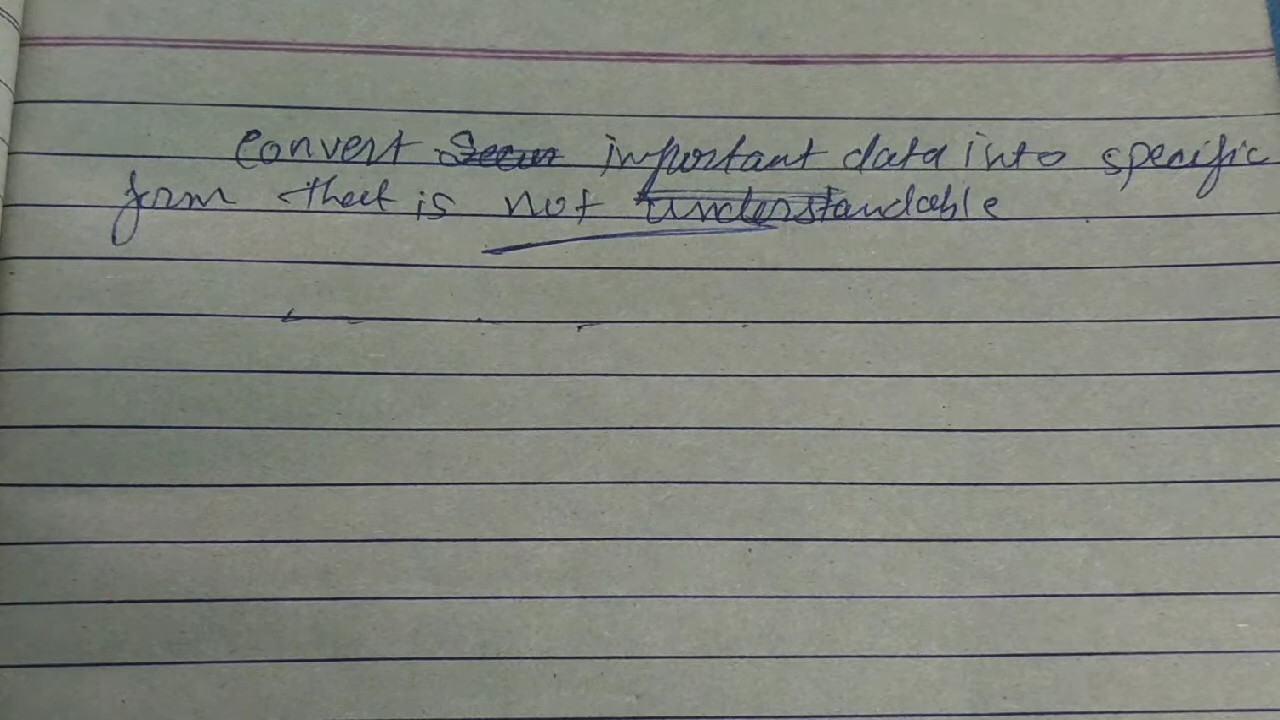 Convert important data into specific
form that is not understandable